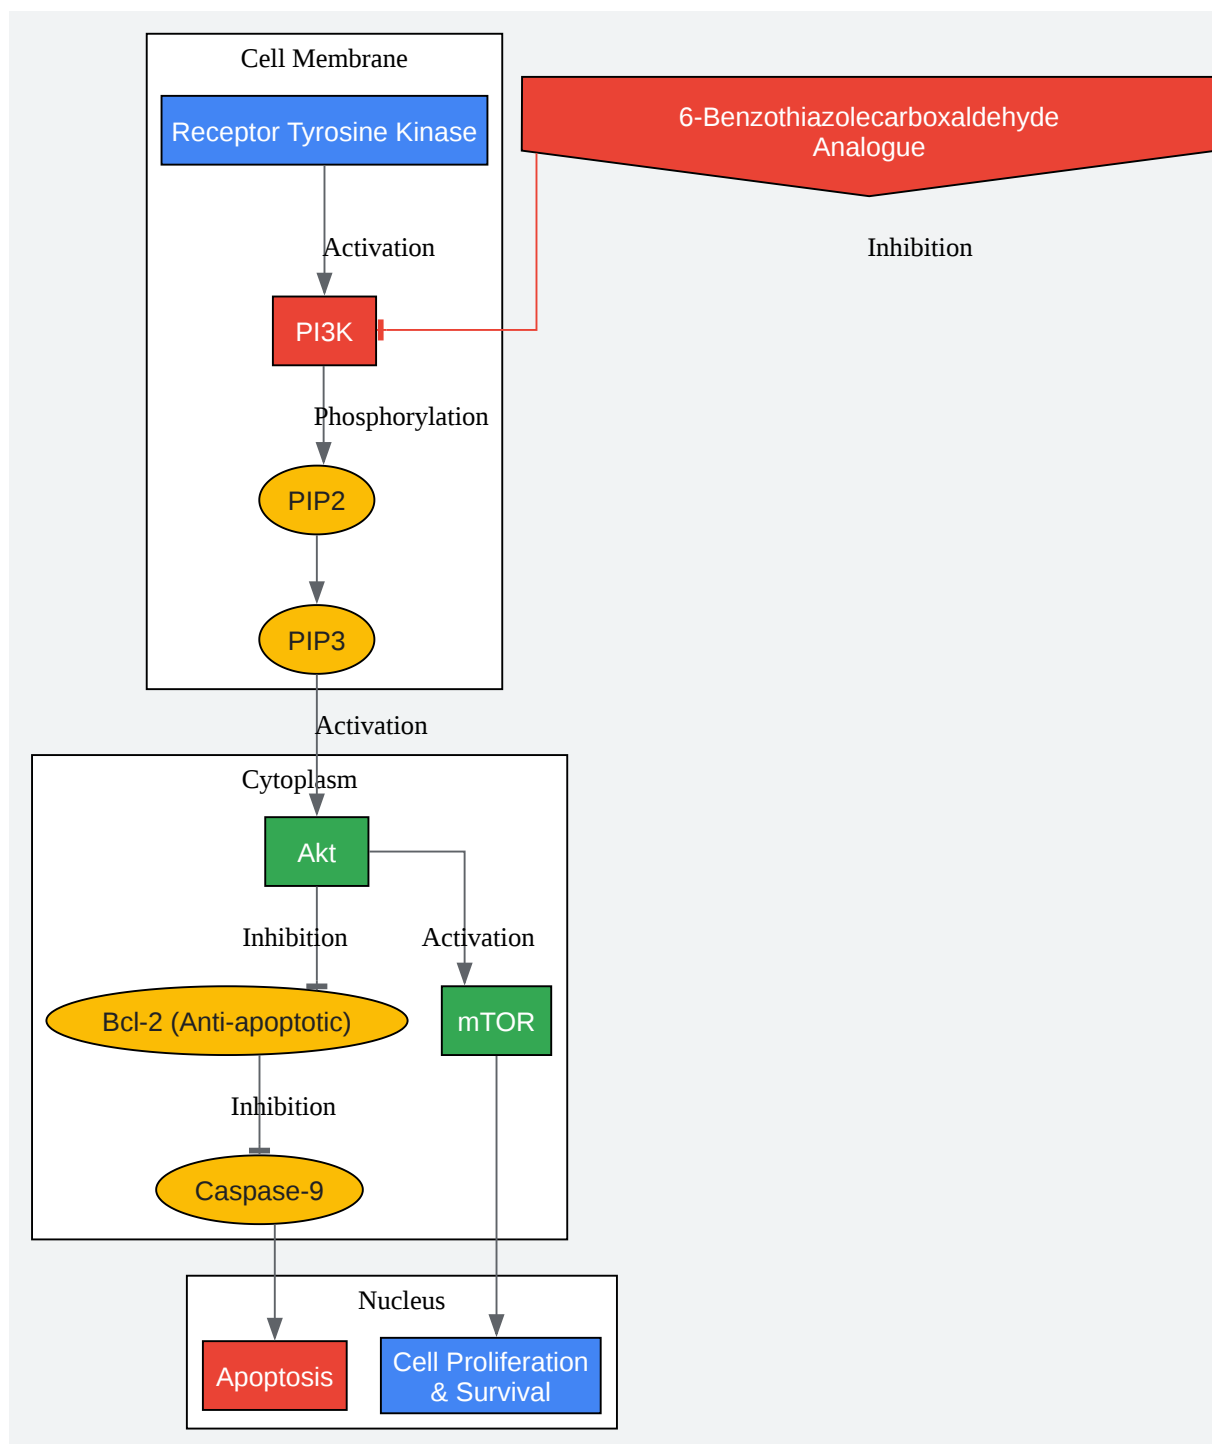 Cell Membrane
Receptor Tyrosine Kinase
6-Benzothiazolecarboxaldehyde
Analogue
Activation
Inhibition
PI3K
Phosphorylation
PIP2
PIP3
Activation
Cytoplasm
Akt
Inhibition
Activation
Bcl-2 (Anti-apoptotic)
mTOR
Inhibition
Caspase-9
Nucleus
Apoptosis
Cell Proliferation
& Survival